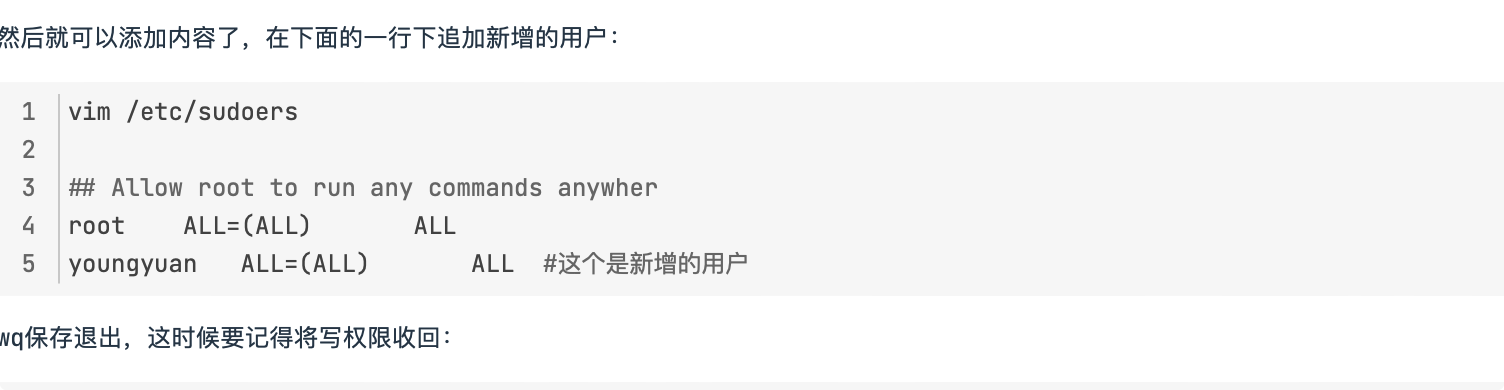 然后就可以添加内容了，在下面的一行下追加新增的用户：
1 vim /etc/sudoers
2
3 ## Allow root to run any commands anywher
4 root    ALL=(ALL)       ALL
5 youngyuan   ALL=(ALL)       ALL  #这个是新增的用户
wq保存退出，这时候要记得将写权限收回：